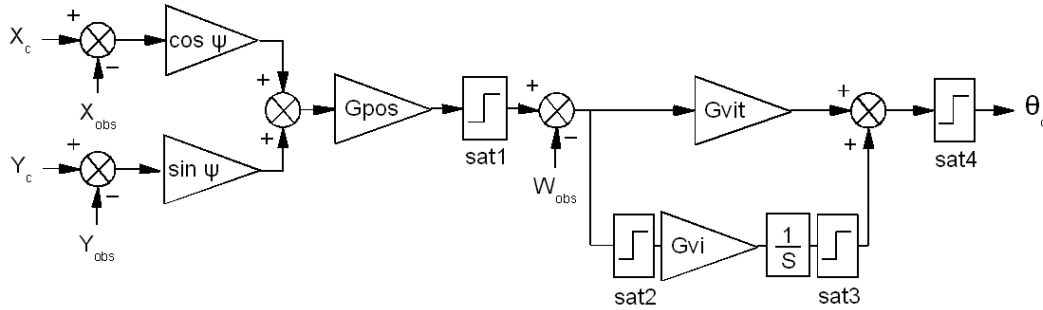 +
X_c
−
X_obs
cos ψ
+
Y_c
−
Y_obs
sin ψ
+
+
Gpos
sat1
+
−
W_obs
Gvit
sat2
Gvi
1
S
sat3
+
+
sat4
θ_c